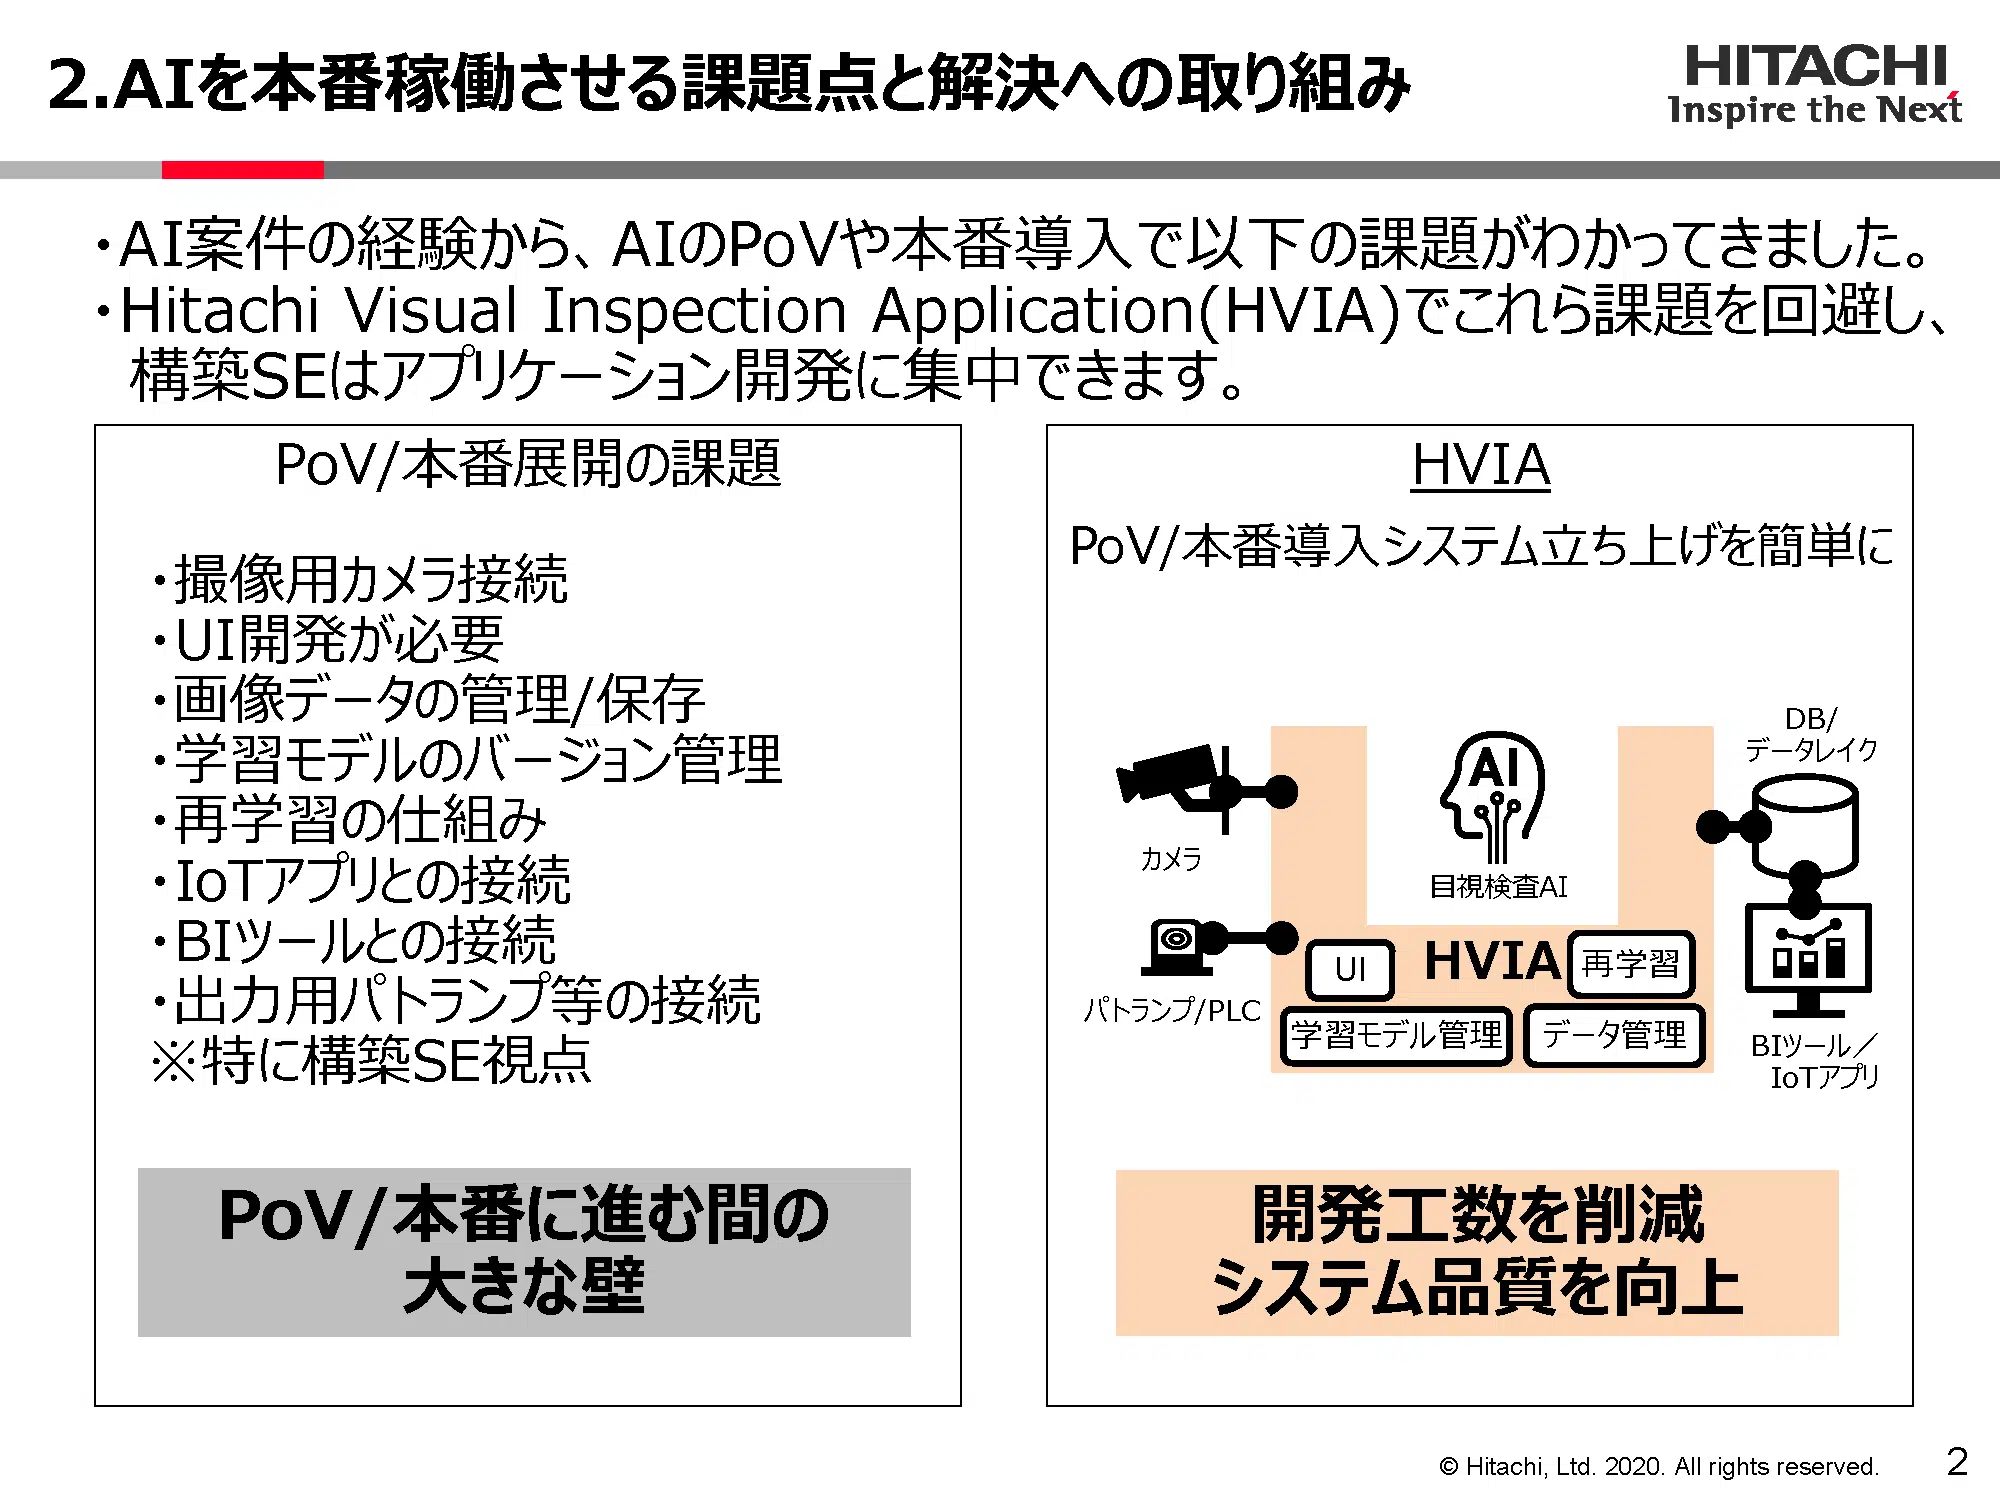 2.AIを本番稼働させる課題点と解決への取り組み
HITACHI
Inspire the Next
・AI案件の経験から、AIのPoVや本番導入で以下の課題がわかってきました。
・Hitachi Visual Inspection Application(HVIA)でこれら課題を回避し、
構築SEはアプリケーション開発に集中できます。
PoV/本番展開の課題
・撮像用カメラ接続
・UI開発が必要
・画像データの管理/保存
・学習モデルのバージョン管理
・再学習の仕組み
・IoTアプリとの接続
・BIツールとの接続
・出力用パトランプ等の接続
※特に構築SE視点
PoV/本番に進む間の
大きな壁
HVIA
PoV/本番導入システム立ち上げを簡単に
カメラ
パトランプ/PLC
AI
目視検査AI
HVIA
UI
再学習
学習モデル管理
データ管理
DB/
データレイク
BIツール／
IoTアプリ
開発工数を削減
システム品質を向上
© Hitachi, Ltd. 2020. All rights reserved.
2